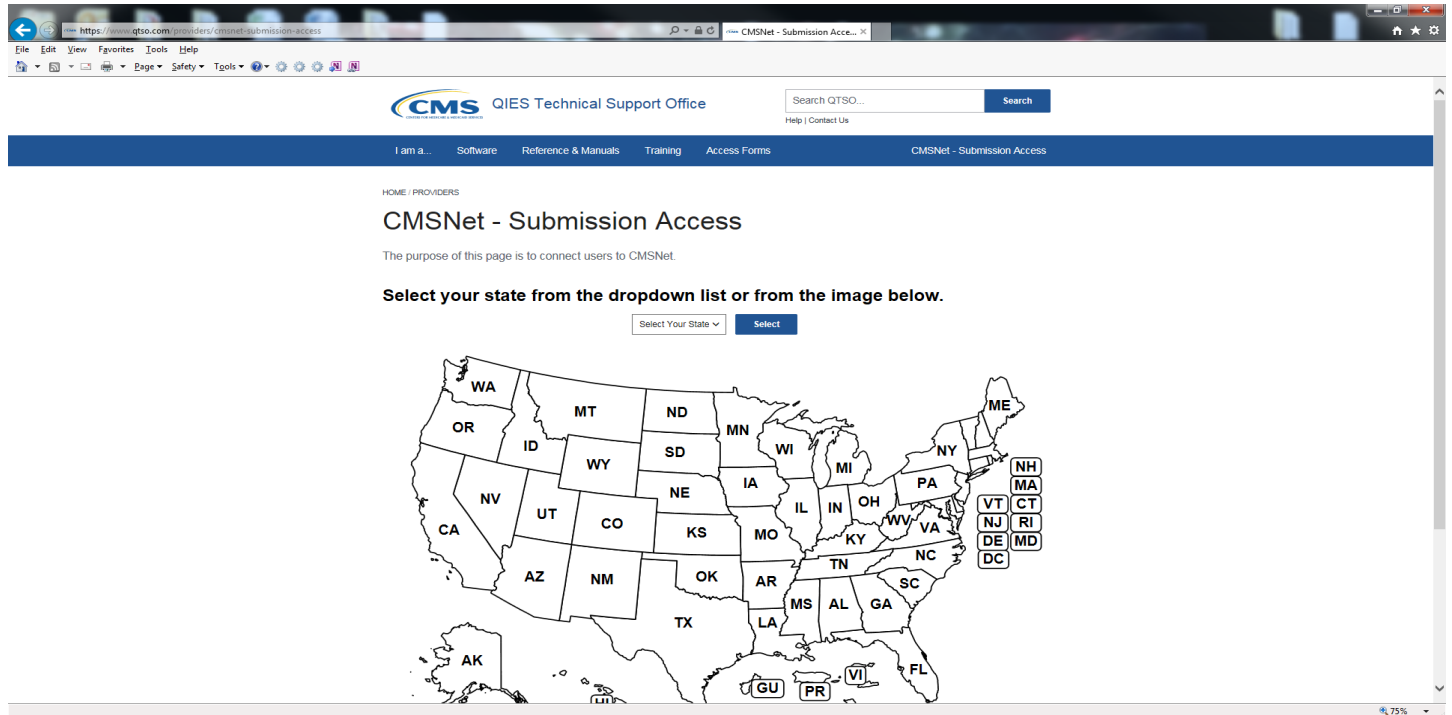 https://www.qtso.com/providers/cmsnet-submission-access
CMSNet - Submission Acce...
File Edit View Favorites Tools Help
Page Safety Tools
CMS QIES Technical Support Office
CENTERS FOR MEDICARE & MEDICAID SERVICES
Search QTSO...
Search
Help | Contact Us
I am a... Software Reference & Manuals Training Access Forms CMSNet - Submission Access
HOME / PROVIDERS
CMSNet - Submission Access
The purpose of this page is to connect users to CMSNet.
Select your state from the dropdown list or from the image below.
Select Your State Select
WA
MT
ND
ME
OR
MN
ID
SD
WI
NY
WY
MI
NH
IA
PA
MA
NV
NE
OH
VT CT
UT
IL
IN
CO
WV
VA
NJ RI
CA
KS
MO
KY
DE MD
NC
DC
TN
AZ
NM
OK
AR
SC
MS
AL
GA
TX
LA
AK
FL
VI
GU
PR
HI
75%